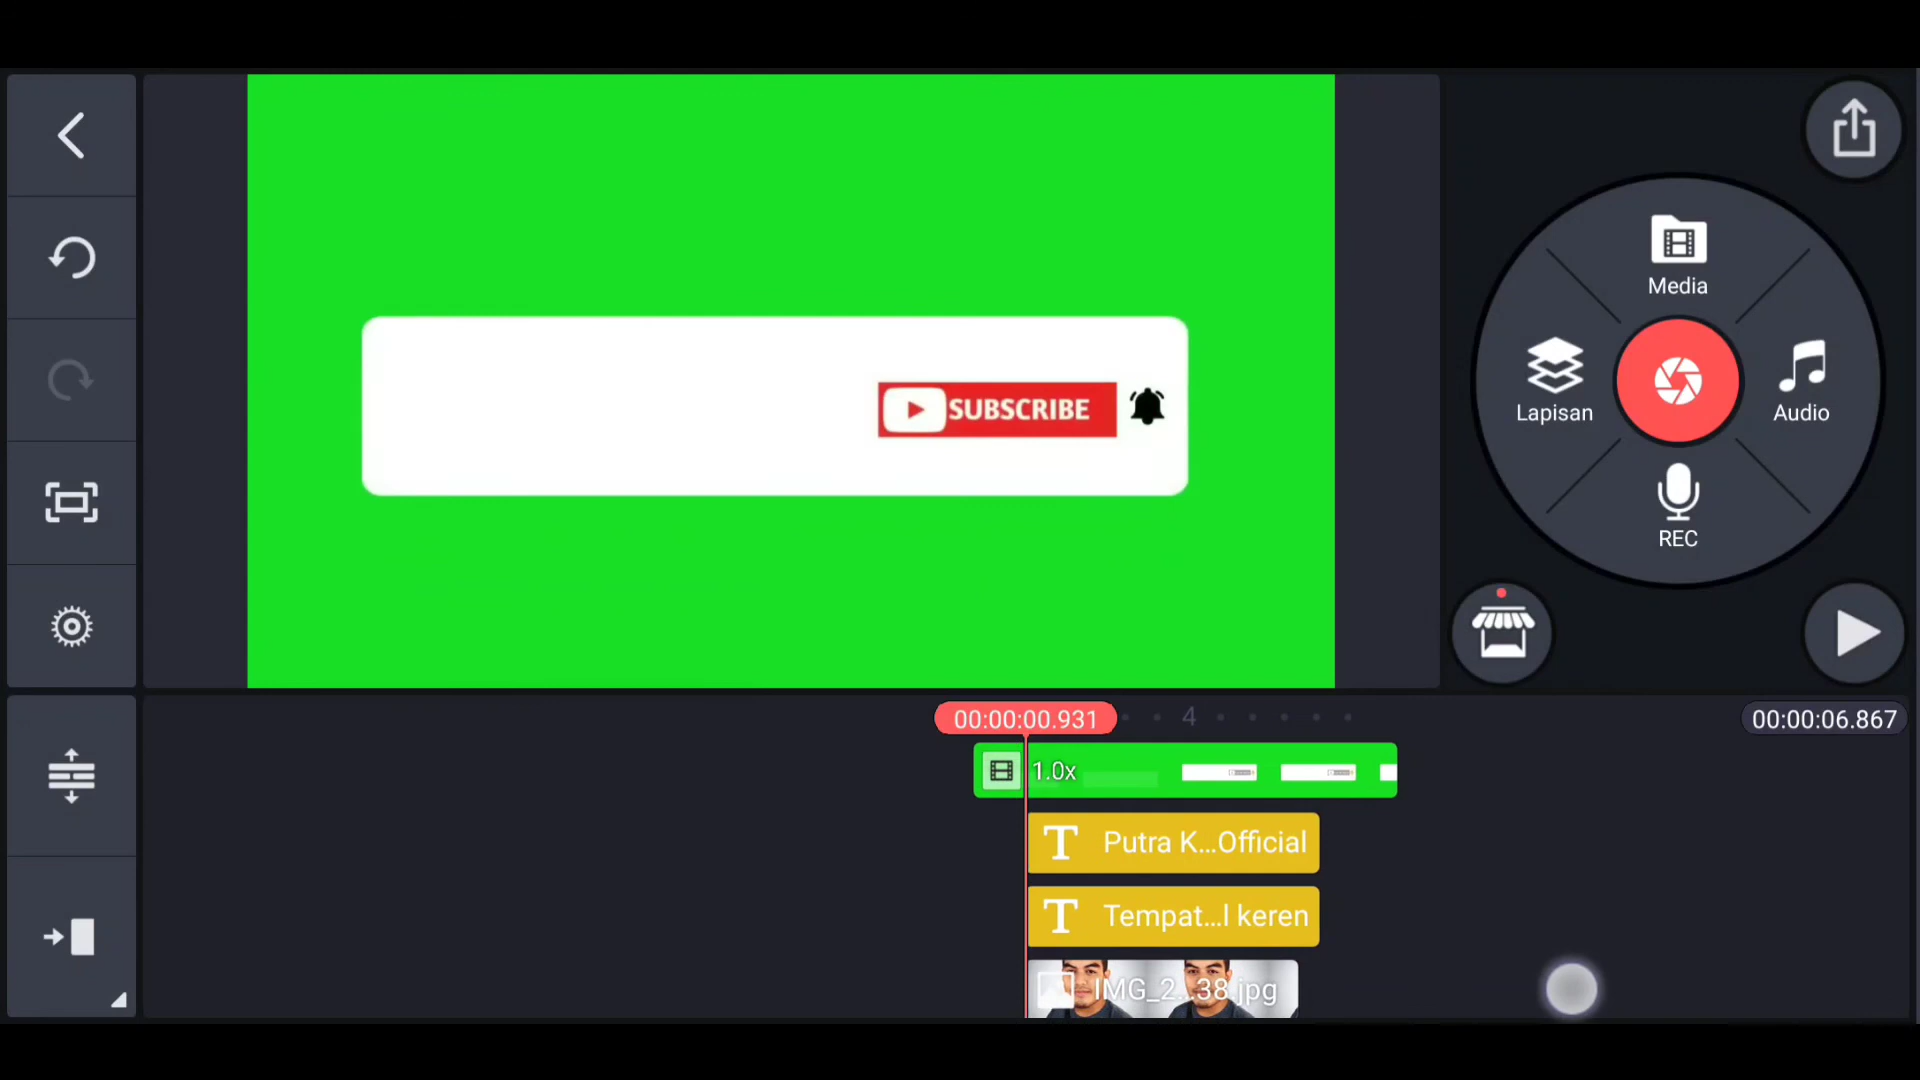 Media
Lapisan
Audio
REC
SUBSCRIBE
00:00:00.931
4
00:00:06.867
1.0x
Putra K...Official
Tempat...l keren
IMG_2...38.jpg